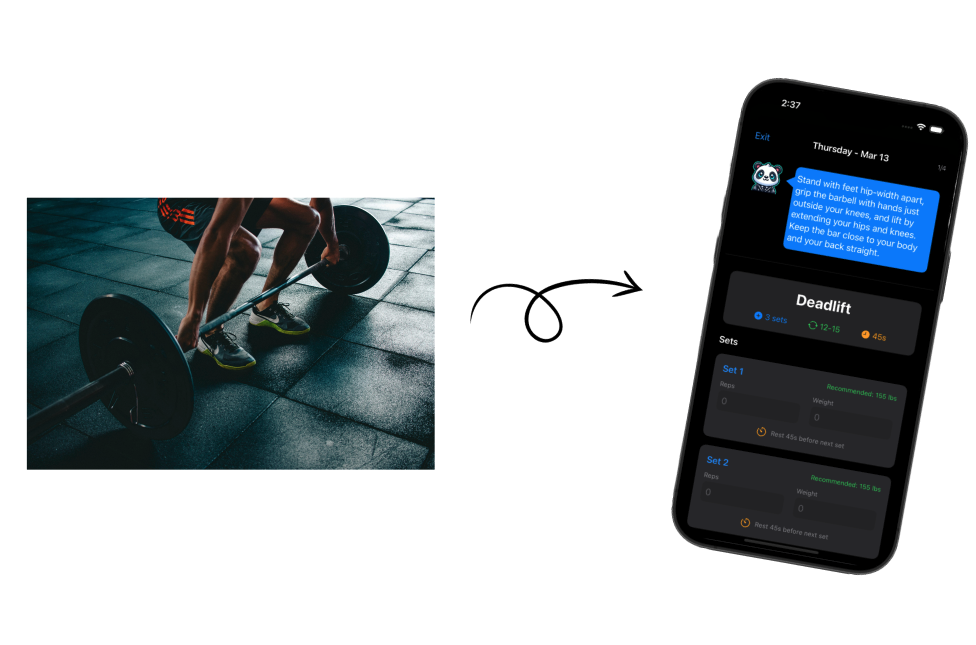 2:37
Exit
Thursday - Mar 13
1/4
Stand with feet hip-width apart,
grip the barbell with hands just
outside your knees, and lift by
extending your hips and knees.
Keep the bar close to your body
and your back straight.
Deadlift
3 sets
12-15
45s
Sets
Set 1
Recommended: 155 lbs
Reps
Weight
0
0
Rest 45s before next set
Set 2
Recommended: 155 lbs
Reps
Weight
0
0
Rest 45s before next set